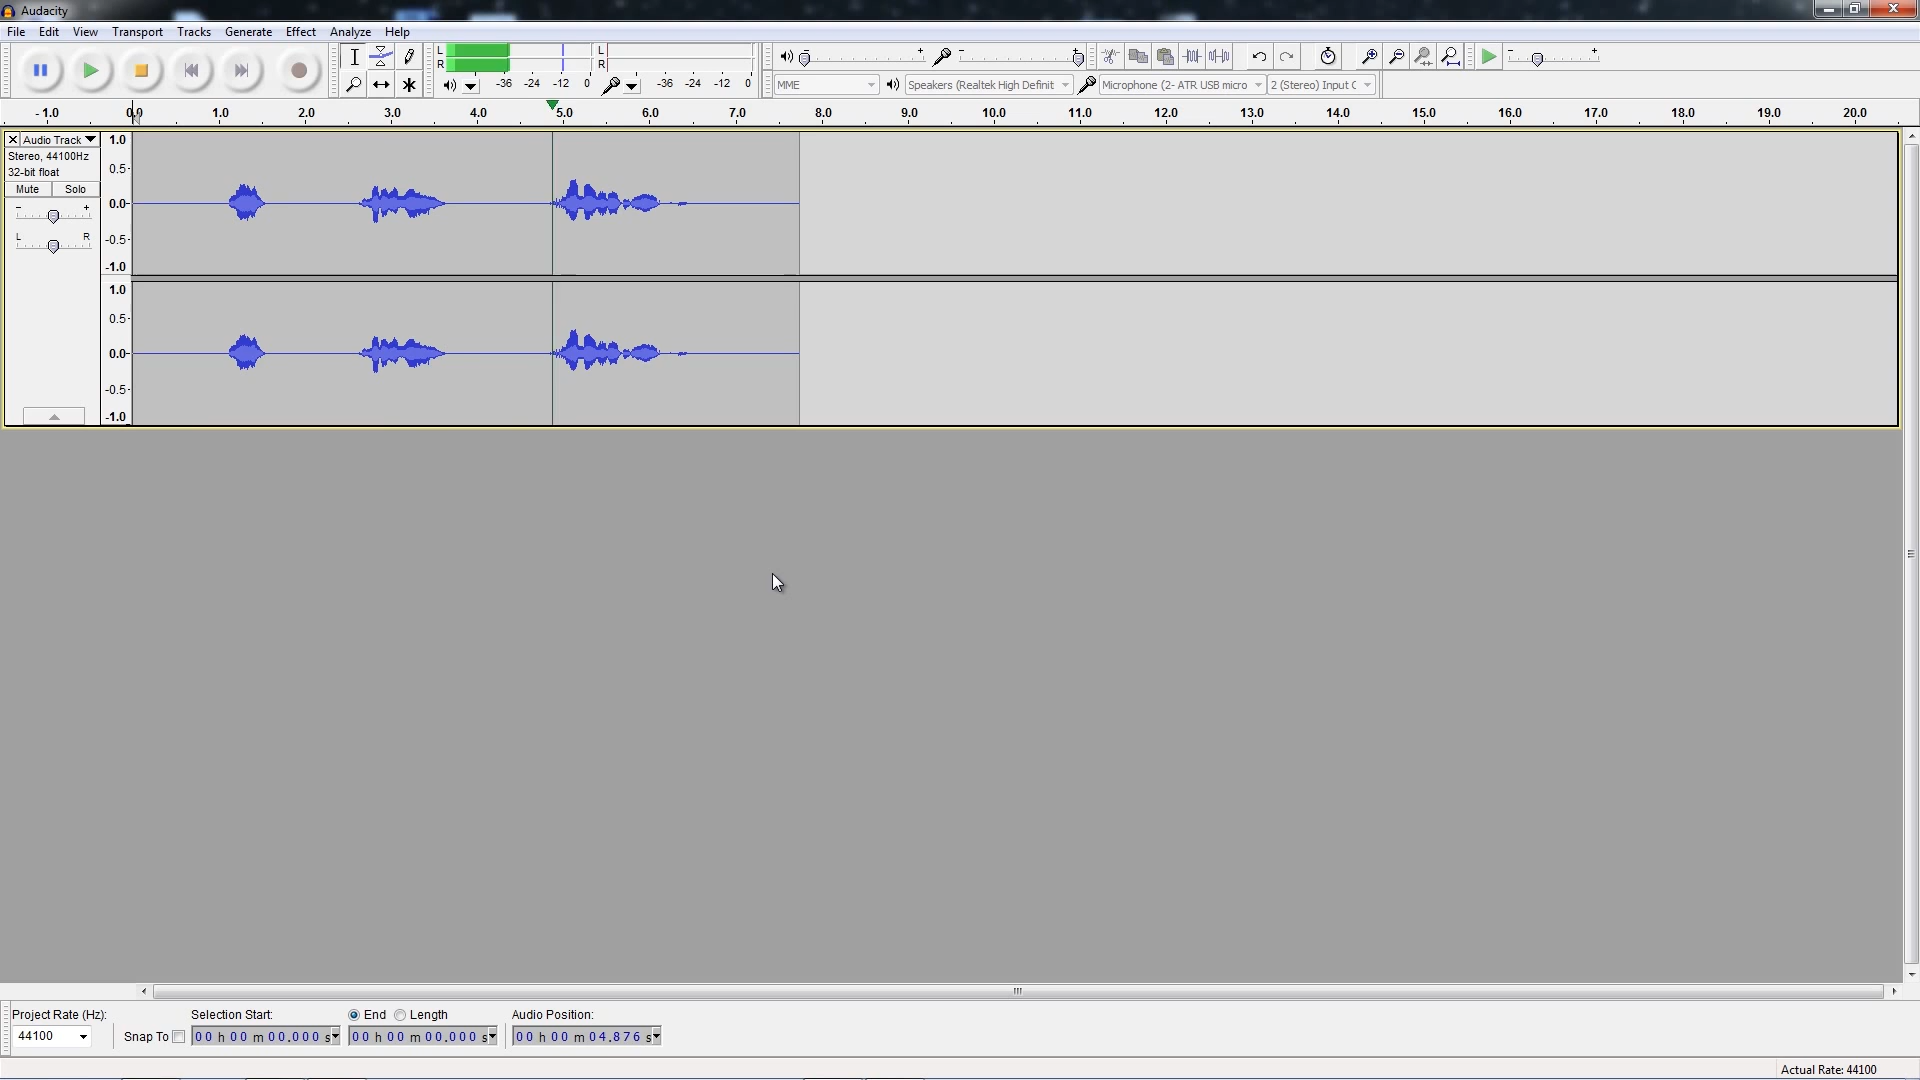 Audacity
File Edit View Transport Tracks Generate Effect Analyze Help
L L
R R
-36 -24 -12 0 -36 -24 -12 0
MME Speakers (Realtek High Definit Microphone (2- ATR USB micro 2 (Stereo) Input C
- 1.0 0.0 1.0 2.0 3.0 4.0 5.0 6.0 7.0 8.0 9.0 10.0 11.0 12.0 13.0 14.0 15.0 16.0 17.0 18.0 19.0 20.0
Audio Track 1.0
Stereo, 44100Hz
32-bit float 0.5
Mute Solo
- + 0.0
L R -0.5
-1.0
1.0
0.5
0.0
-0.5
-1.0
Project Rate (Hz): Selection Start: End Length Audio Position:
44100 Snap To 00 h 00 m 00.000 s 00 h 00 m 00.000 s 00 h 00 m 04.876 s
Actual Rate: 44100